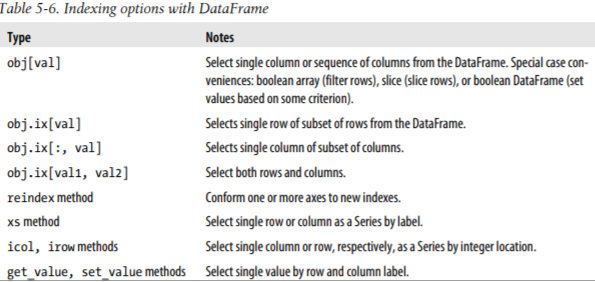 Table 5-6. Indexing options with DataFrame
Type Notes
obj[val] Select single column or sequence of columns from the DataFrame. Special case con-
veniences: boolean array (filter rows), slice (slice rows), or boolean DataFrame (set
values based on some criterion).
obj.ix[val] Selects single row of subset of rows from the DataFrame.
obj.ix[:, val] Selects single column of subset of columns.
obj.ix[val1, val2] Select both rows and columns.
reindex method Conform one or more axes to new indexes.
xs method Select single row or column as a Series by label.
icol, irow methods Select single column or row, respectively, as a Series by integer location.
get_value, set_value methods Select single value by row and column label.